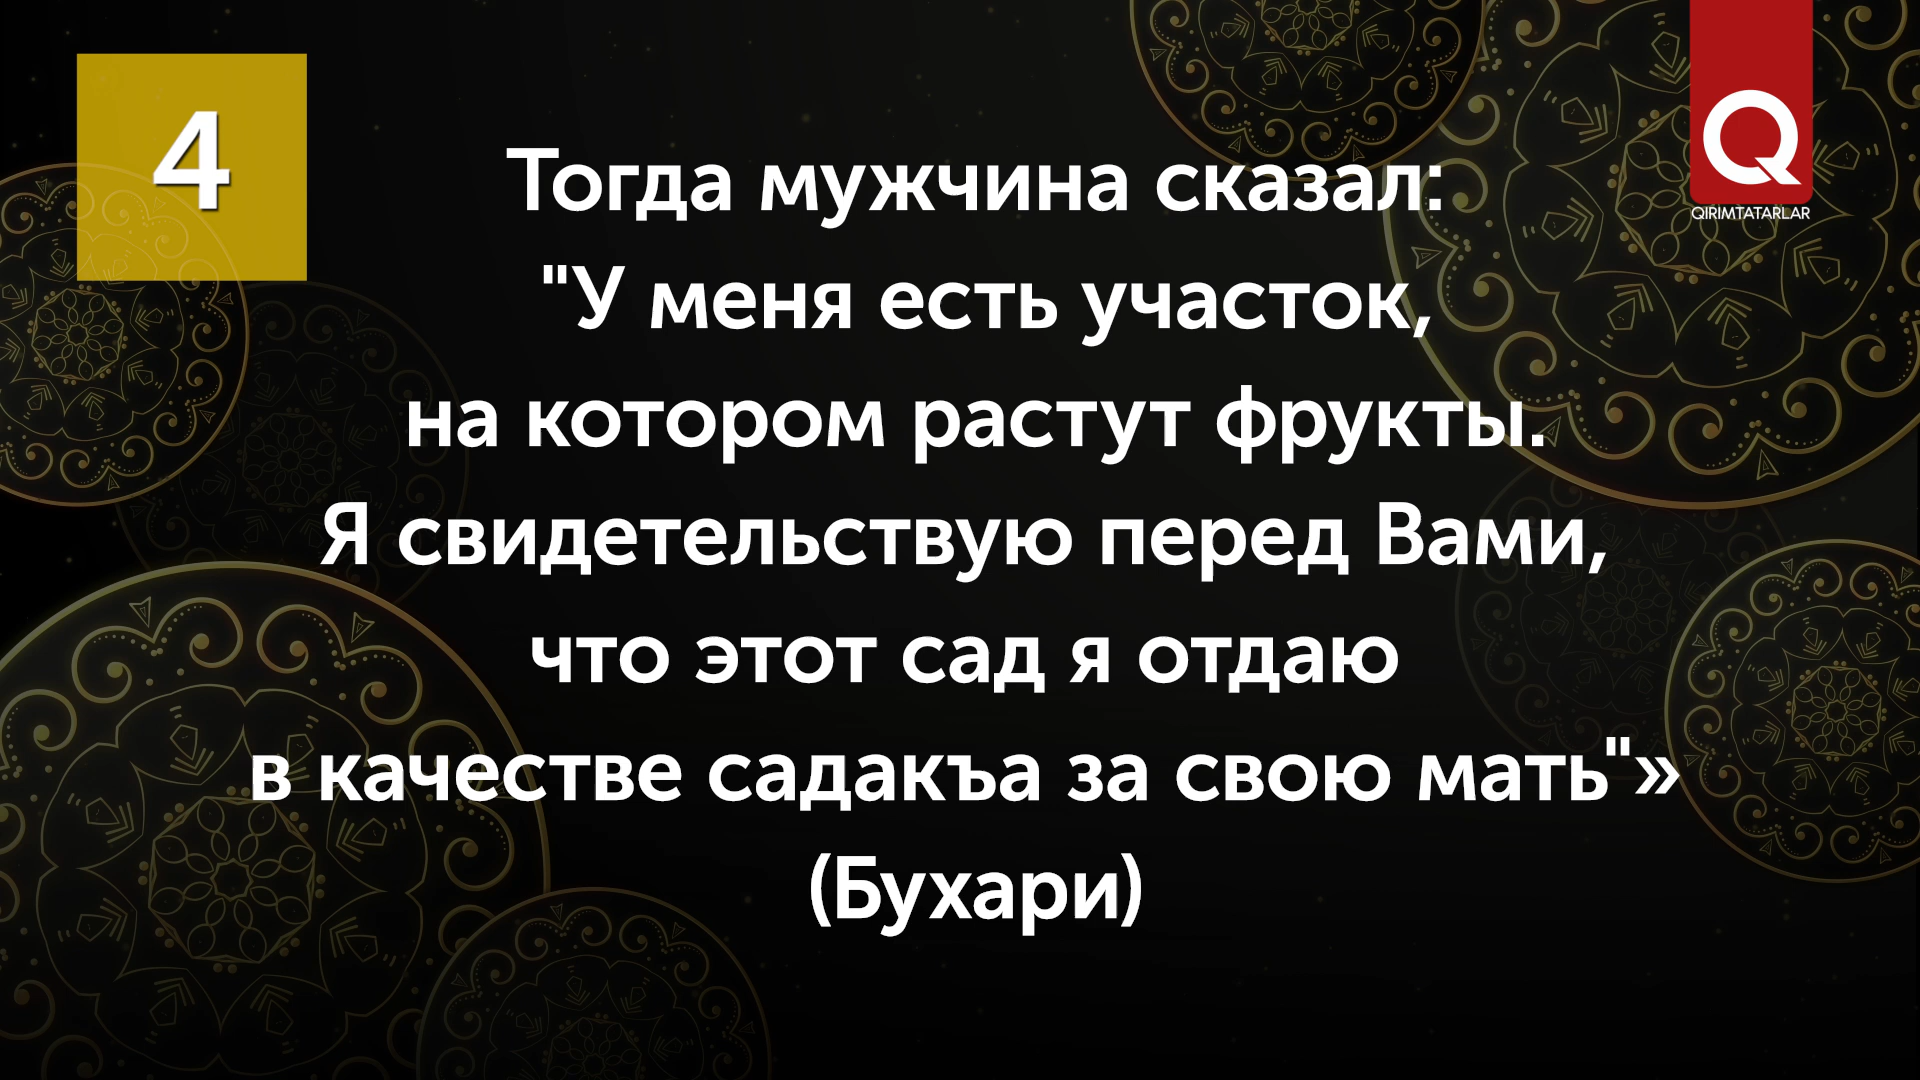 4
QIRIMTATARLAR
Тогда мужчина сказал:
"У меня есть участок,
на котором растут фрукты.
Я свидетельствую перед Вами,
что этот сад я отдаю
в качестве садакъа за свою мать"»
(Бухари)